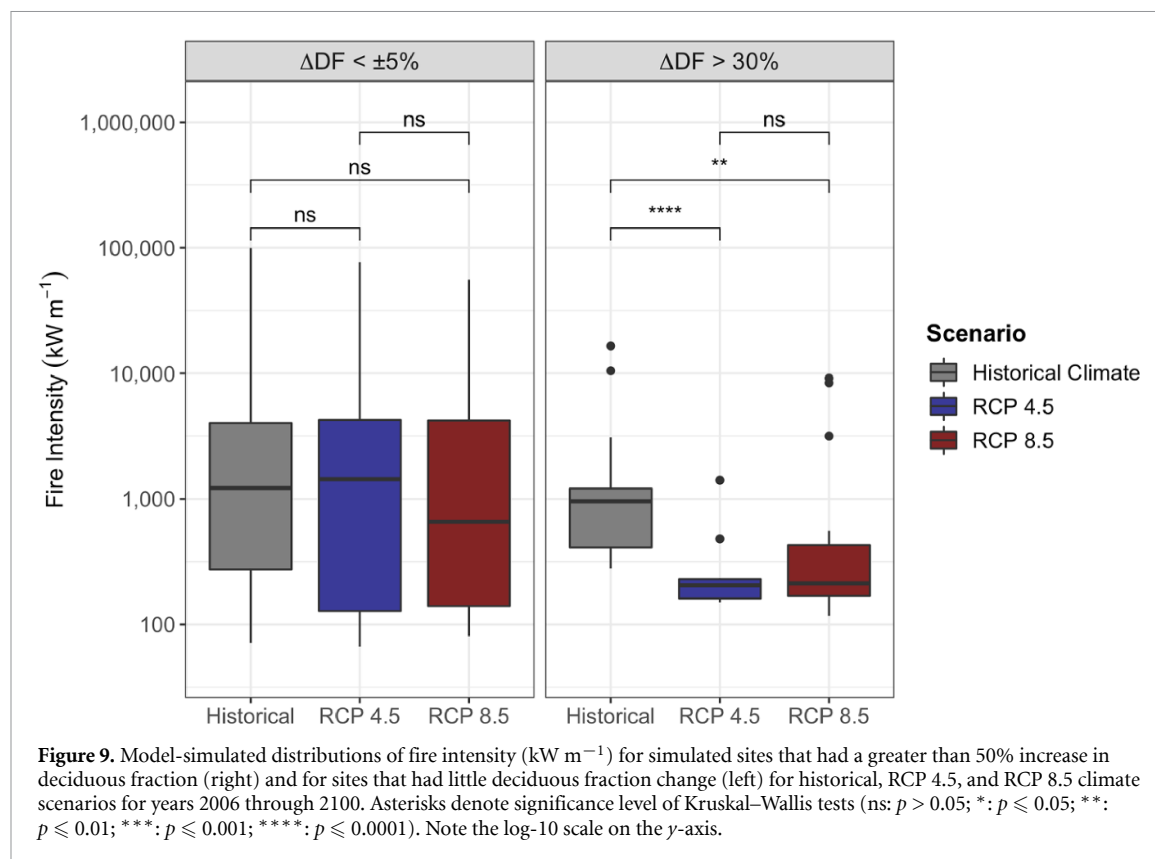 ΔDF < ±5%
ΔDF > 30%
1,000,000
100,000
10,000
1,000
100
Fire Intensity (kW m⁻¹)
ns
ns
ns
ns
**
****
Historical
RCP 4.5
RCP 8.5
Historical
RCP 4.5
RCP 8.5
Scenario
Historical Climate
RCP 4.5
RCP 8.5
Figure 9. Model-simulated distributions of fire intensity (kW m⁻¹) for simulated sites that had a greater than 50% increase in
deciduous fraction (right) and for sites that had little deciduous fraction change (left) for historical, RCP 4.5, and RCP 8.5 climate
scenarios for years 2006 through 2100. Asterisks denote significance level of Kruskal–Wallis tests (ns: p > 0.05; *: p ⩽ 0.05; **:
p ⩽ 0.01; ***: p ⩽ 0.001; ****: p ⩽ 0.0001). Note the log-10 scale on the y-axis.